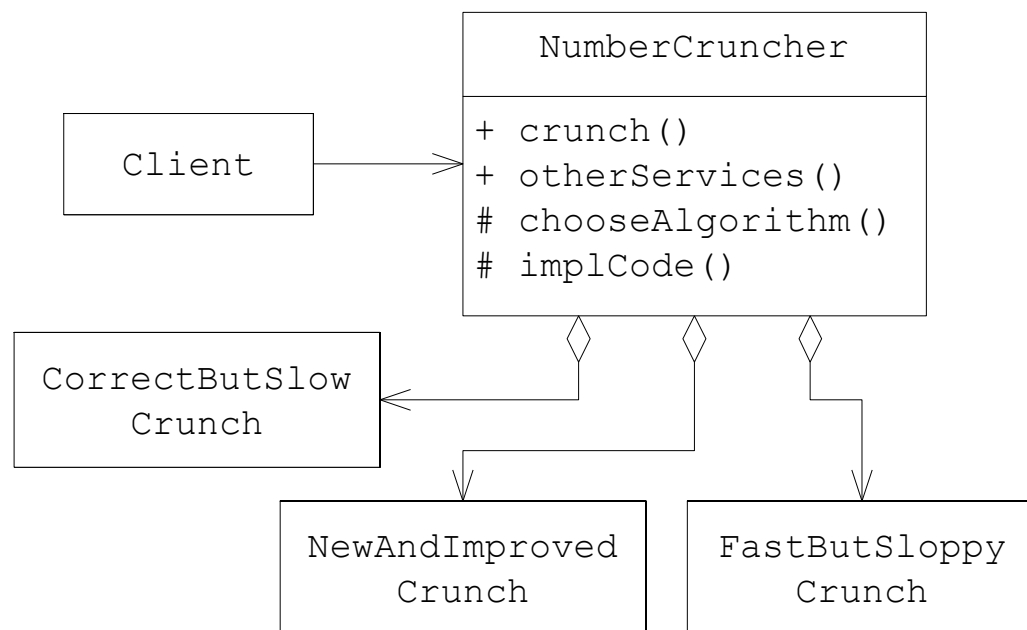 NumberCruncher
+ crunch()
+ otherServices()
# chooseAlgorithm()
# implCode()
Client
CorrectButSlow
Crunch
NewAndImproved
Crunch
FastButSloppy
Crunch